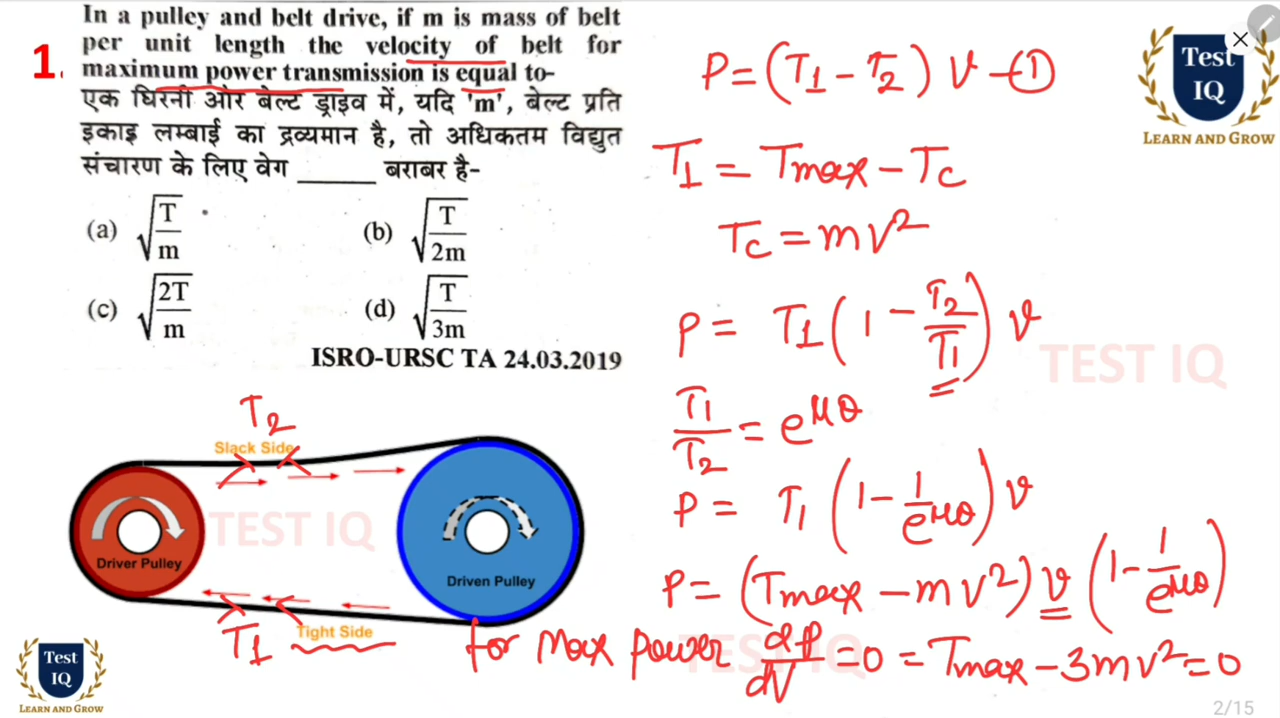 1.
In a pulley and belt drive, if m is mass of belt
per unit length the velocity of belt for
maximum power transmission is equal to-
एक घिरनी और बेल्ट ड्राइव में, यदि 'm', बेल्ट प्रति
इकाइ लम्बाई का द्रव्यमान है, तो अधिकतम विद्युत
संचारण के लिए वेग ______ बराबर है-
(a) √(T/m) (b) √(T/2m)
(c) √(2T/m) (d) √(T/3m)
ISRO-URSC TA 24.03.2019
T2
Slack Side
Driver Pulley
Driven Pulley
T1
Tight Side
P = (T1 - T2) v -①
T1 = Tmax - Tc
Tc = mv²
P = T1 (1 - T2/T1) v
T1/T2 = e^μθ
P = T1 (1 - 1/e^μθ) v
P = (Tmax - mv²) v (1 - 1/e^μθ)
for Max Power dP/dV = 0 = Tmax - 3mv² = 0
Test
IQ
LEARN AND GROW
TEST IQ
TEST IQ
TEST IQ
Test
IQ
LEARN AND GROW
2/15